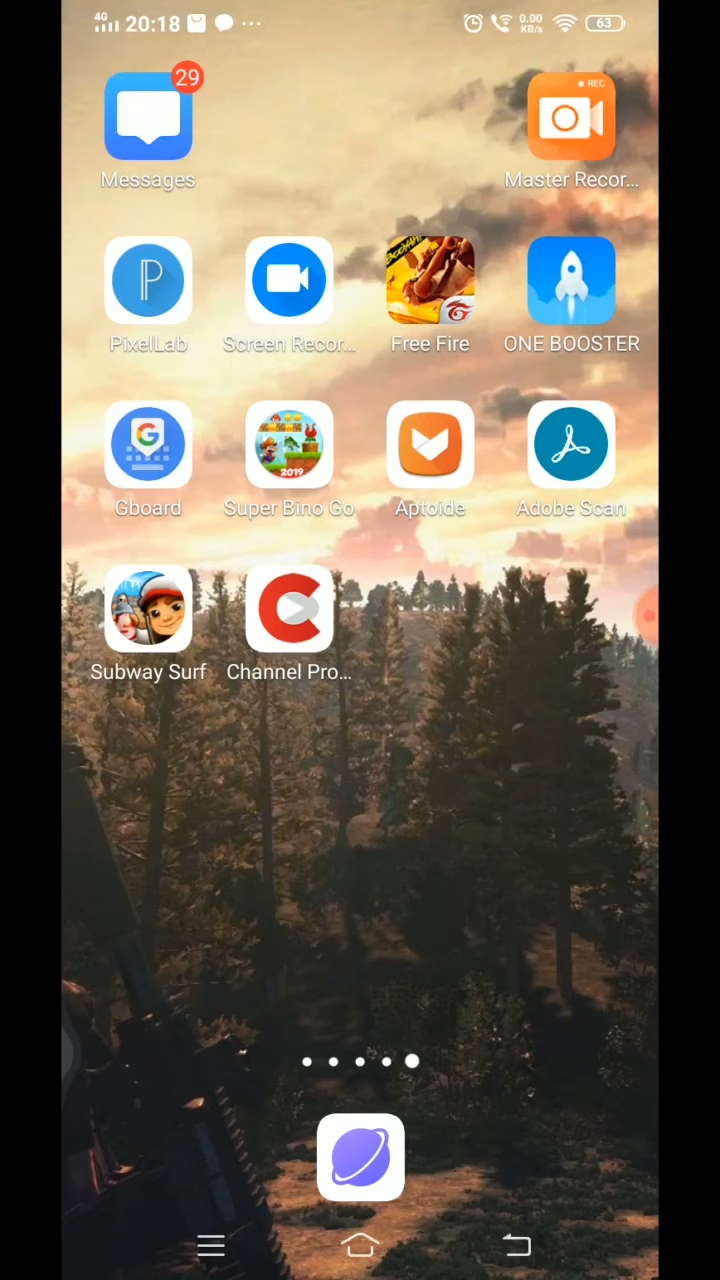 4G 20:18 0.00 KB/s 63
29
REC
Messages Master Recor...
BOOYAH!
PixelLab Screen Recor... Free Fire ONE BOOSTER
G
2019
Gboard Super Bino Go Aptoide Adobe Scan
Subway Surf Channel Pro...